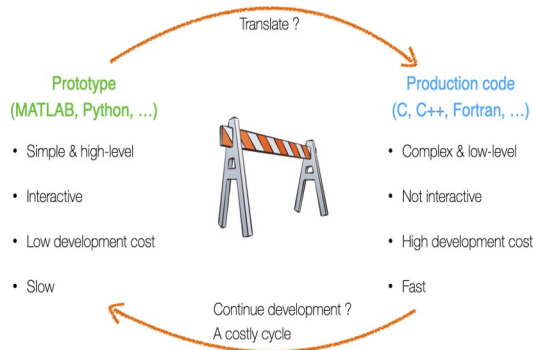 Translate ?
Prototype
(MATLAB, Python, ...)
• Simple & high-level
• Interactive
• Low development cost
• Slow
Production code
(C, C++, Fortran, ...)
• Complex & low-level
• Not interactive
• High development cost
• Fast
Continue development ?
A costly cycle